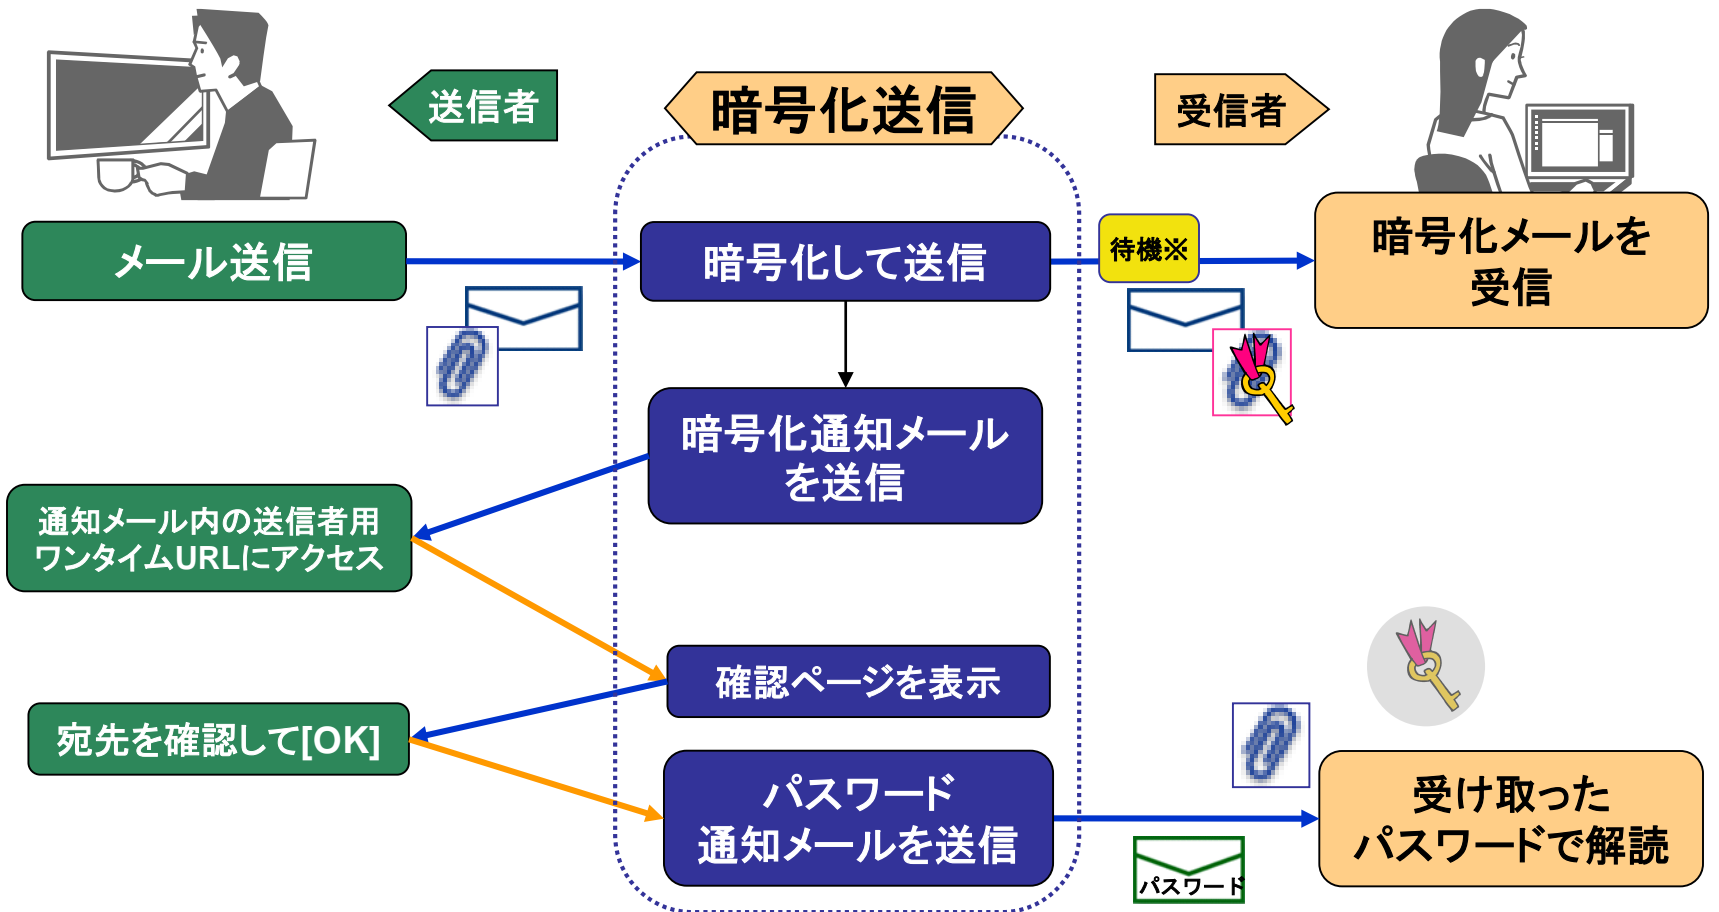 送信者
暗号化送信
受信者
メール送信
暗号化して送信
待機※
暗号化メールを
受信
暗号化通知メール
を送信
通知メール内の送信者用
ワンタイムURLにアクセス
確認ページを表示
宛先を確認して[OK]
パスワード
通知メールを送信
パスワード
受け取った
パスワードで解読